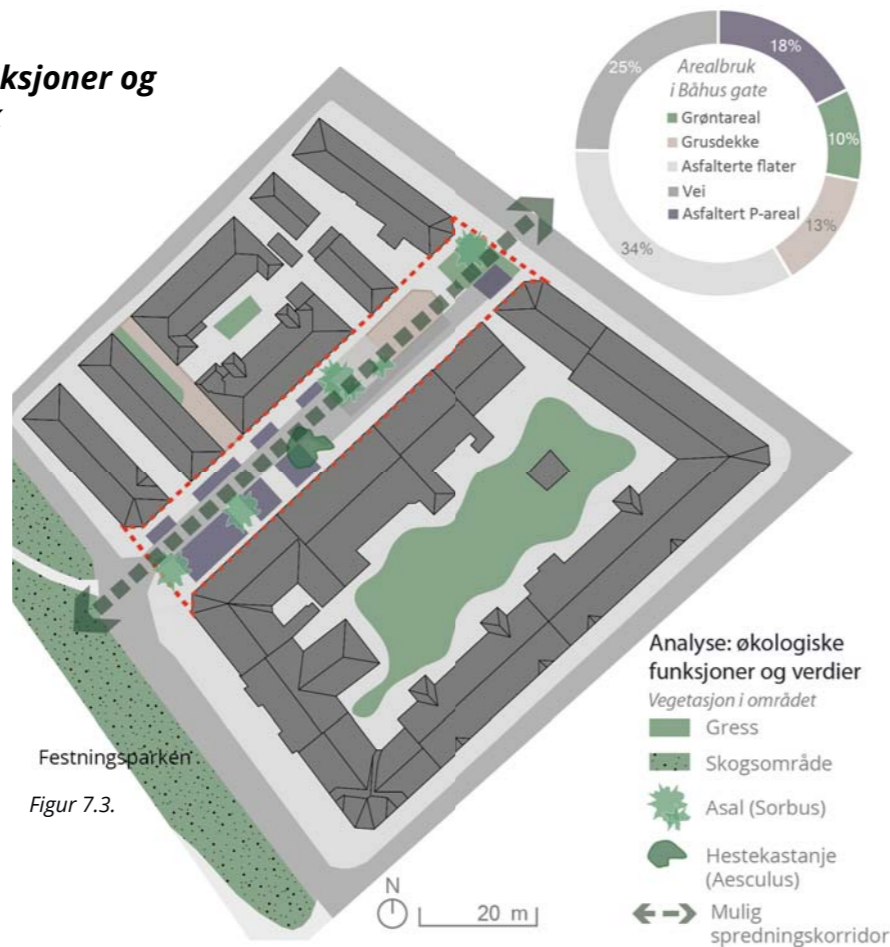 ksjoner og
18%
25%
Arealbruk
i Båhus gate
Grøntareal
Grusdekke
Asfalterte flater
Vei
Asfaltert P-areal
10%
13%
34%
Analyse: økologiske
funksjoner og verdier
Vegetasjon i området
Gress
Skogsområde
Asal (Sorbus)
Hestekastanje
(Aesculus)
Mulig
spredningskorridor
Festningsparken
Figur 7.3.
N
20 m